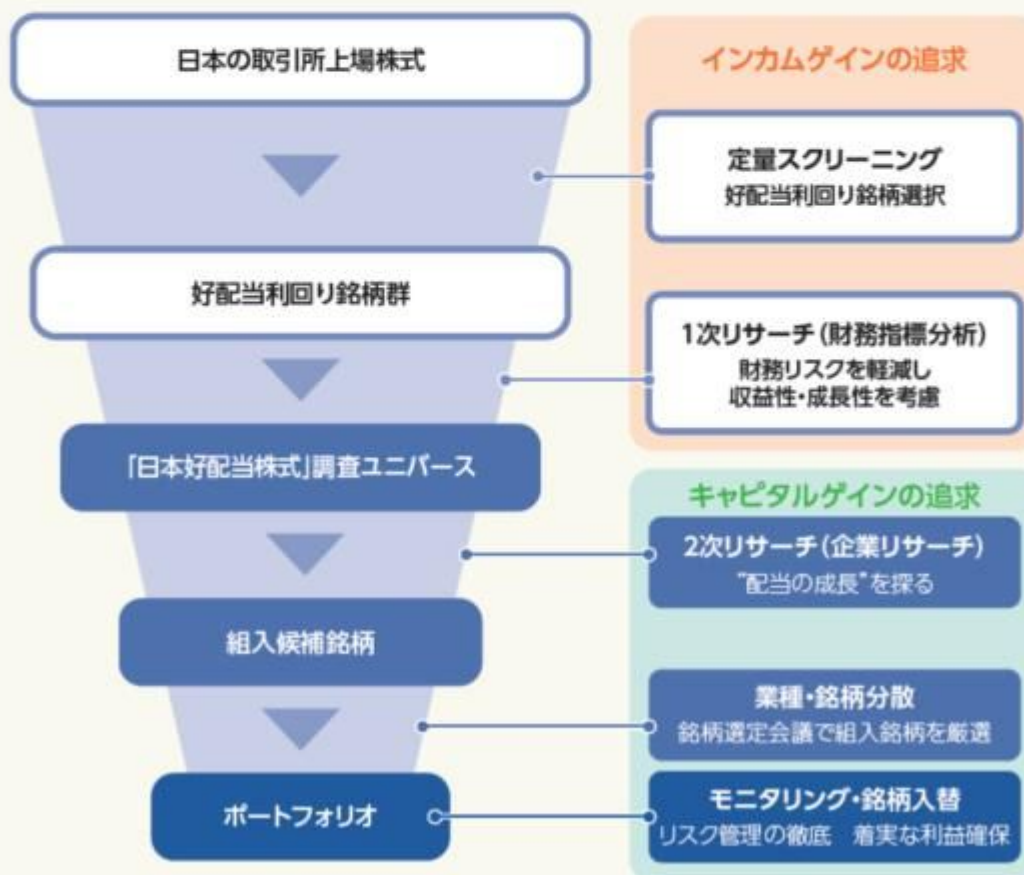 日本の取引所上場株式
インカムゲインの追求
定量スクリーニング
好配当利回り銘柄選択
好配当利回り銘柄群
1次リサーチ(財務指標分析)
財務リスクを軽減し
収益性・成長性を考慮
「日本好配当株式」調査ユニバース
キャピタルゲインの追求
2次リサーチ(企業リサーチ)
"配当の成長"を探る
組入候補銘柄
業種・銘柄分散
銘柄選定会議で組入銘柄を厳選
ポートフォリオ
モニタリング・銘柄入替
リスク管理の徹底　着実な利益確保